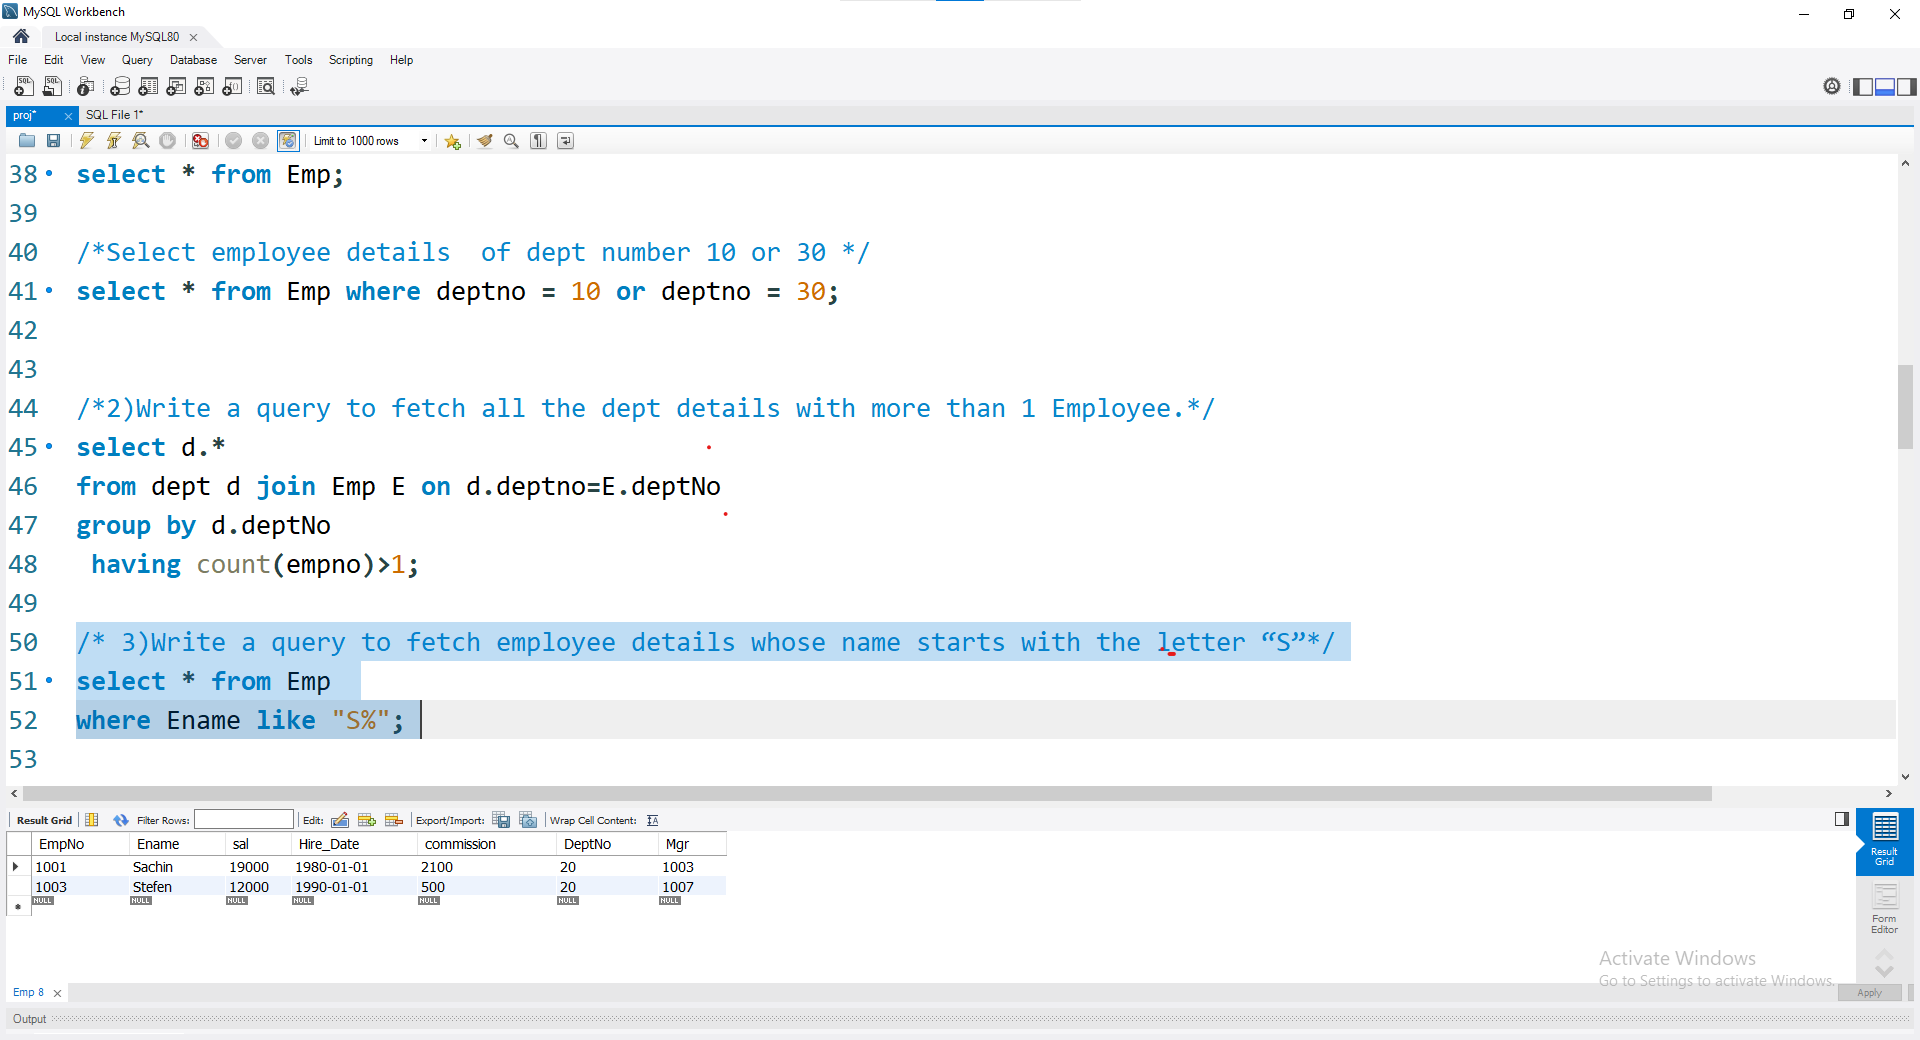 MySQL Workbench
Local instance MySQL80
File Edit View Query Database Server Tools Scripting Help
proj* SQL File 1*
Limit to 1000 rows
38 select * from Emp;
39
40 /*Select employee details  of dept number 10 or 30 */
41 select * from Emp where deptno = 10 or deptno = 30;
42
43
44 /*2)Write a query to fetch all the dept details with more than 1 Employee.*/
45 select d.*
46 from dept d join Emp E on d.deptno=E.deptNo
47 group by d.deptNo
48  having count(empno)>1;
49
50 /* 3)Write a query to fetch employee details whose name starts with the letter “S”*/
51 select * from Emp
52 where Ename like "S%";
53
Result Grid Filter Rows: Edit: Export/Import: Wrap Cell Content:
EmpNo Ename sal Hire_Date commission DeptNo Mgr
1001 Sachin 19000 1980-01-01 2100 20 1003
1003 Stefen 12000 1990-01-01 500 20 1007
NULL NULL NULL NULL NULL NULL NULL
Result
Grid
Form
Editor
Activate Windows
Go to Settings to activate Windows.
Emp 8 Apply
Output